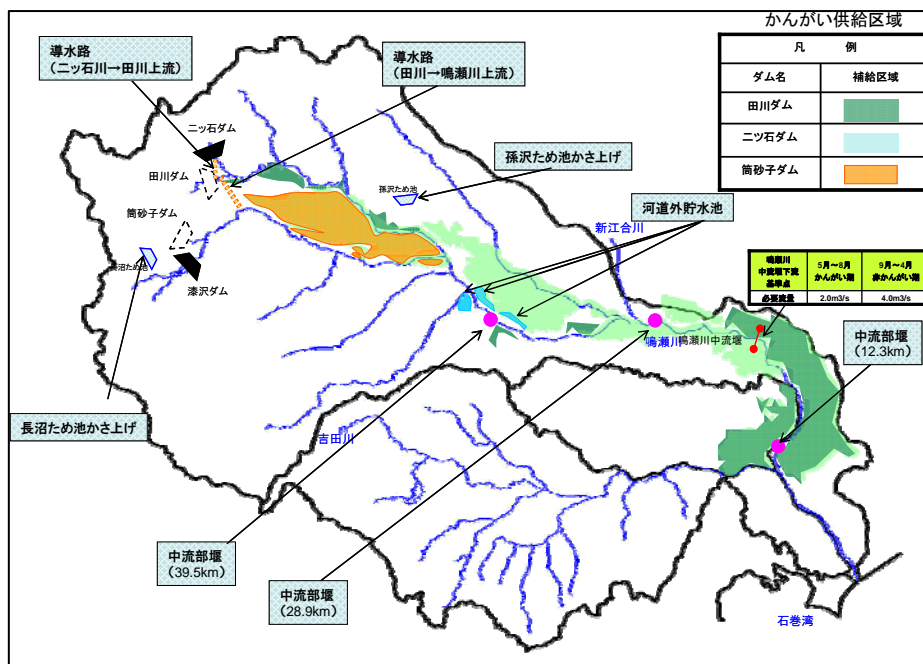 かんがい供給区域
凡　例
ダム名
補給区域
田川ダム
二ツ石ダム
筒砂子ダム
導水路
（二ッ石川→田川上流）
導水路
（田川→鳴瀬川上流）
二ッ石ダム
田川ダム
筒砂子ダム
漆沢ダム
長沼ため池
孫沢ため池かさ上げ
孫沢ため池
河道外貯水池
新江合川
鳴瀬川
中流堰下流
基準点
5月～8月
かんがい期
9月～4月
非かんがい期
必要流量
2.0m3/s
4.0m3/s
鳴瀬川
鳴瀬川中流堰
中流部堰
（12.3km）
長沼ため池かさ上げ
吉田川
中流部堰
（39.5km）
中流部堰
（28.9km）
石巻湾